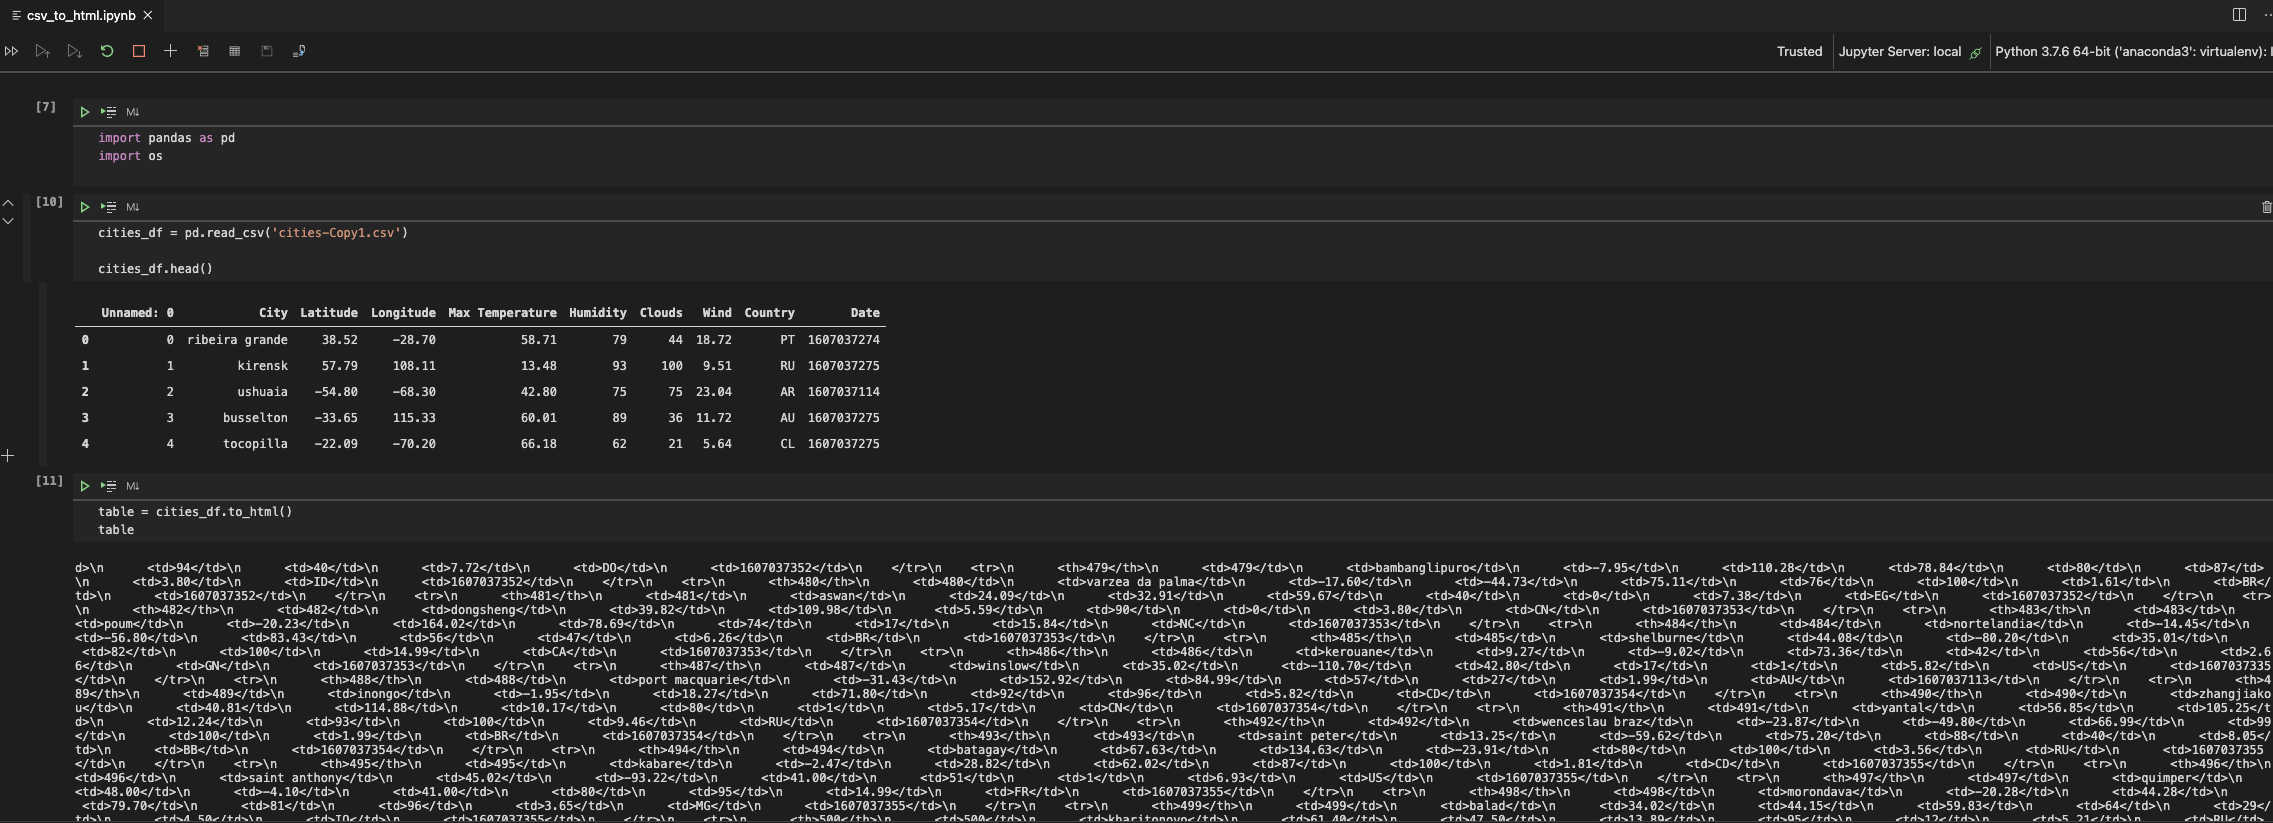 csv_to_html.ipynb
Trusted Jupyter Server: local Python 3.7.6 64-bit ('anaconda3': virtualenv):
[7]
M↓
import pandas as pd
import os
[10]
M↓
cities_df = pd.read_csv('cities-Copy1.csv')
cities_df.head()
Unnamed: 0 City Latitude Longitude Max Temperature Humidity Clouds Wind Country Date
0 0 ribeira grande 38.52 -28.70 58.71 79 44 18.72 PT 1607037274
1 1 kirensk 57.79 108.11 13.48 93 100 9.51 RU 1607037275
2 2 ushuaia -54.80 -68.30 42.80 75 75 23.04 AR 1607037114
3 3 busselton -33.65 115.33 60.01 89 36 11.72 AU 1607037275
4 4 tocopilla -22.09 -70.20 66.18 62 21 5.64 CL 1607037275
[11]
M↓
table = cities_df.to_html()
table
d>\n <td>94</td>\n <td>40</td>\n <td>7.72</td>\n <td>DO</td>\n <td>1607037352</td>\n </tr>\n <tr>\n <th>479</th>\n <td>479</td>\n <td>bambanglipuro</td>\n <td>-7.95</td>\n <td>110.28</td>\n <td>78.84</td>\n <td>80</td>\n <td>87</td>
\n <td>3.80</td>\n <td>ID</td>\n <td>1607037352</td>\n </tr>\n <tr>\n <th>480</th>\n <td>480</td>\n <td>varzea da palma</td>\n <td>-17.60</td>\n <td>-44.73</td>\n <td>75.11</td>\n <td>76</td>\n <td>100</td>\n <td>1.61</td>\n <td>BR</
td>\n <td>1607037352</td>\n </tr>\n <tr>\n <th>481</th>\n <td>481</td>\n <td>aswan</td>\n <td>24.09</td>\n <td>32.91</td>\n <td>59.67</td>\n <td>40</td>\n <td>0</td>\n <td>7.38</td>\n <td>EG</td>\n <td>1607037352</td>\n </tr>\n <tr>
\n <th>482</th>\n <td>482</td>\n <td>dongsheng</td>\n <td>39.82</td>\n <td>109.98</td>\n <td>5.59</td>\n <td>90</td>\n <td>0</td>\n <td>3.80</td>\n <td>CN</td>\n <td>1607037353</td>\n </tr>\n <tr>\n <th>483</th>\n <td>483</td>\n
<td>poum</td>\n <td>-20.23</td>\n <td>164.02</td>\n <td>78.69</td>\n <td>74</td>\n <td>17</td>\n <td>15.84</td>\n <td>NC</td>\n <td>1607037353</td>\n </tr>\n <tr>\n <th>484</th>\n <td>484</td>\n <td>nortelandia</td>\n <td>-14.45</td>\n
<td>-56.80</td>\n <td>83.43</td>\n <td>56</td>\n <td>47</td>\n <td>6.26</td>\n <td>BR</td>\n <td>1607037353</td>\n </tr>\n <tr>\n <th>485</th>\n <td>485</td>\n <td>shelburne</td>\n <td>44.08</td>\n <td>-80.20</td>\n <td>35.01</td>\n
<td>82</td>\n <td>100</td>\n <td>14.99</td>\n <td>CA</td>\n <td>1607037353</td>\n </tr>\n <tr>\n <th>486</th>\n <td>486</td>\n <td>kerouane</td>\n <td>9.27</td>\n <td>-9.02</td>\n <td>73.36</td>\n <td>42</td>\n <td>56</td>\n <td>2.6
6</td>\n <td>GN</td>\n <td>1607037353</td>\n </tr>\n <tr>\n <th>487</th>\n <td>487</td>\n <td>winslow</td>\n <td>35.02</td>\n <td>-110.70</td>\n <td>42.80</td>\n <td>17</td>\n <td>1</td>\n <td>5.82</td>\n <td>US</td>\n <td>1607037335
</td>\n </tr>\n <tr>\n <th>488</th>\n <td>488</td>\n <td>port macquarie</td>\n <td>-31.43</td>\n <td>152.92</td>\n <td>84.99</td>\n <td>57</td>\n <td>27</td>\n <td>1.99</td>\n <td>AU</td>\n <td>1607037113</td>\n </tr>\n <tr>\n <th>4
89</th>\n <td>489</td>\n <td>inongo</td>\n <td>-1.95</td>\n <td>18.27</td>\n <td>71.80</td>\n <td>92</td>\n <td>96</td>\n <td>5.82</td>\n <td>CD</td>\n <td>1607037354</td>\n </tr>\n <tr>\n <th>490</th>\n <td>490</td>\n <td>zhangjiako
u</td>\n <td>40.81</td>\n <td>114.88</td>\n <td>10.17</td>\n <td>80</td>\n <td>1</td>\n <td>5.17</td>\n <td>CN</td>\n <td>1607037354</td>\n </tr>\n <tr>\n <th>491</th>\n <td>491</td>\n <td>yantal</td>\n <td>56.85</td>\n <td>105.25</t
d>\n <td>12.24</td>\n <td>93</td>\n <td>100</td>\n <td>9.46</td>\n <td>RU</td>\n <td>1607037354</td>\n </tr>\n <tr>\n <th>492</th>\n <td>492</td>\n <td>wenceslau braz</td>\n <td>-23.87</td>\n <td>-49.80</td>\n <td>66.99</td>\n <td>99
</td>\n <td>100</td>\n <td>1.99</td>\n <td>BR</td>\n <td>1607037354</td>\n </tr>\n <tr>\n <th>493</th>\n <td>493</td>\n <td>saint peter</td>\n <td>13.25</td>\n <td>-59.62</td>\n <td>75.20</td>\n <td>88</td>\n <td>40</td>\n <td>8.05</
td>\n <td>BB</td>\n <td>1607037354</td>\n </tr>\n <tr>\n <th>494</th>\n <td>494</td>\n <td>batagay</td>\n <td>67.63</td>\n <td>134.63</td>\n <td>-23.91</td>\n <td>80</td>\n <td>100</td>\n <td>3.56</td>\n <td>RU</td>\n <td>1607037355
</td>\n </tr>\n <tr>\n <th>495</th>\n <td>495</td>\n <td>kabare</td>\n <td>-2.47</td>\n <td>28.82</td>\n <td>62.02</td>\n <td>87</td>\n <td>100</td>\n <td>1.81</td>\n <td>CD</td>\n <td>1607037355</td>\n </tr>\n <tr>\n <th>496</th>\n
<td>496</td>\n <td>saint anthony</td>\n <td>45.02</td>\n <td>-93.22</td>\n <td>41.00</td>\n <td>51</td>\n <td>1</td>\n <td>6.93</td>\n <td>US</td>\n <td>1607037355</td>\n </tr>\n <tr>\n <th>497</th>\n <td>497</td>\n <td>quimper</td>\n
<td>48.00</td>\n <td>-4.10</td>\n <td>41.00</td>\n <td>80</td>\n <td>95</td>\n <td>14.99</td>\n <td>FR</td>\n <td>1607037355</td>\n </tr>\n <tr>\n <th>498</th>\n <td>498</td>\n <td>morondava</td>\n <td>-20.28</td>\n <td>44.28</td>\n
<td>79.70</td>\n <td>81</td>\n <td>96</td>\n <td>3.65</td>\n <td>MG</td>\n <td>1607037355</td>\n </tr>\n <tr>\n <th>499</th>\n <td>499</td>\n <td>balad</td>\n <td>34.02</td>\n <td>44.15</td>\n <td>59.83</td>\n <td>64</td>\n <td>29</
td>\n <td>4.50</td>\n <td>IQ</td>\n <td>1607037355</td>\n </tr>\n <tr>\n <th>500</th>\n <td>500</td>\n <td>kharitonovo</td>\n <td>61.40</td>\n <td>47.50</td>\n <td>13.89</td>\n <td>95</td>\n <td>12</td>\n <td>5.21</td>\n <td>RU</td>